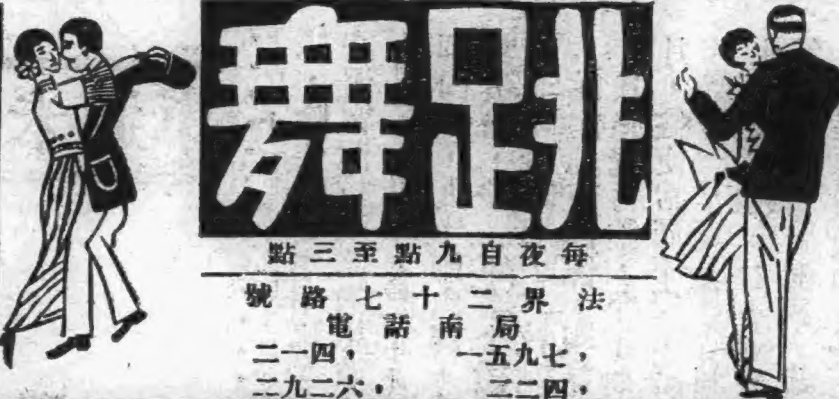 跳舞
每夜自九點至三點
法界二十七路號
電話南局
，七九五一 ，四一二
，四二二 ，六二九二